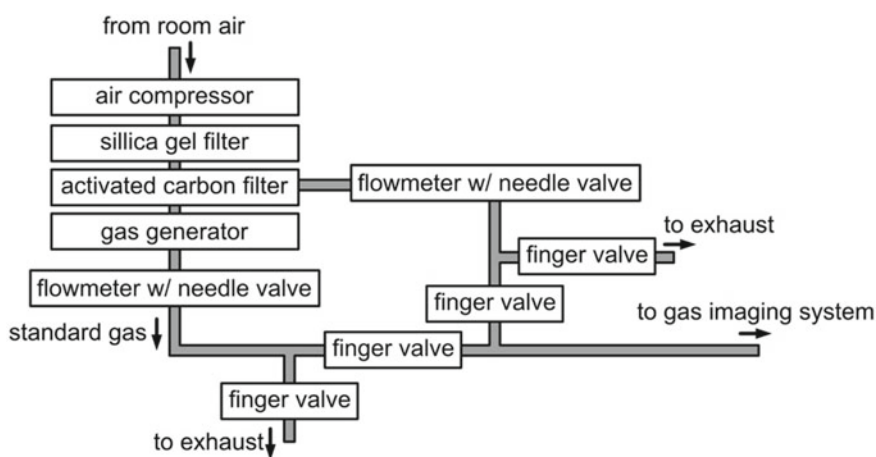 from room air
air compressor
sillica gel filter
activated carbon filter
flowmeter w/ needle valve
gas generator
to exhaust
finger valve
flowmeter w/ needle valve
finger valve
to gas imaging system
standard gas
finger valve
finger valve
to exhaust